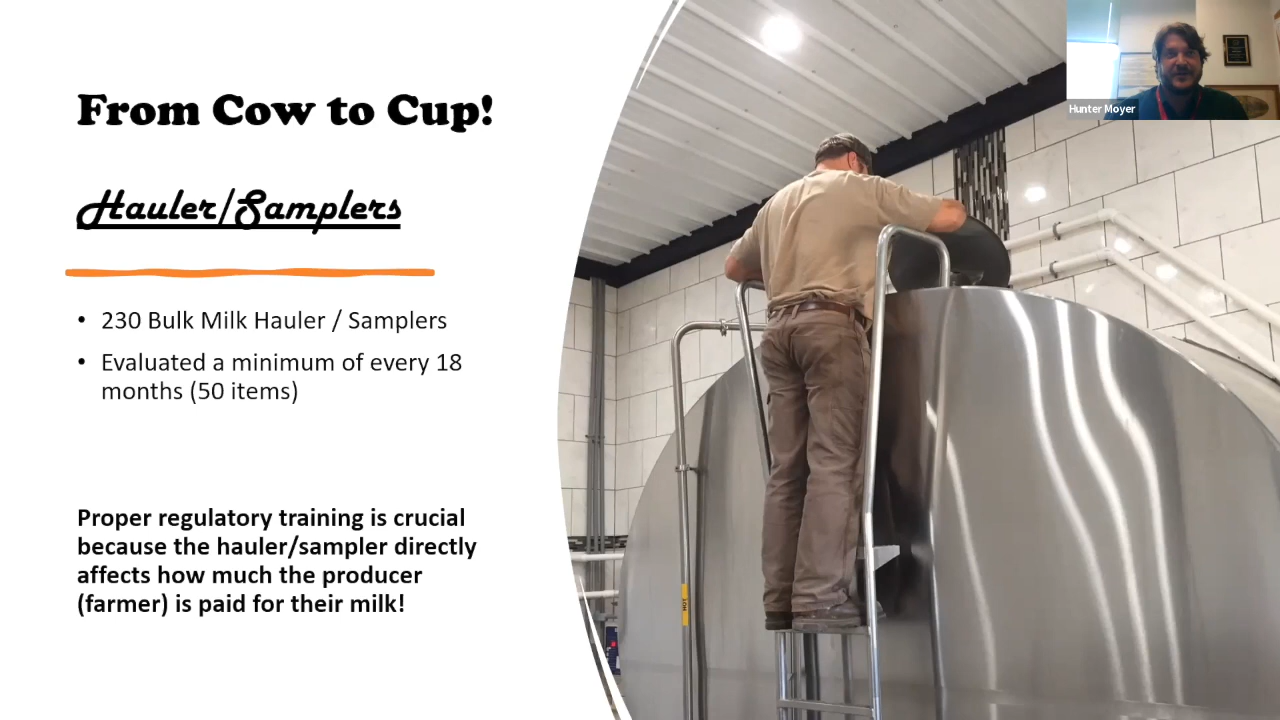 From Cow to Cup!
Hauler/Samplers
• 230 Bulk Milk Hauler / Samplers
• Evaluated a minimum of every 18
months (50 items)
Proper regulatory training is crucial
because the hauler/sampler directly
affects how much the producer
(farmer) is paid for their milk!
Hunter Moyer
HOT